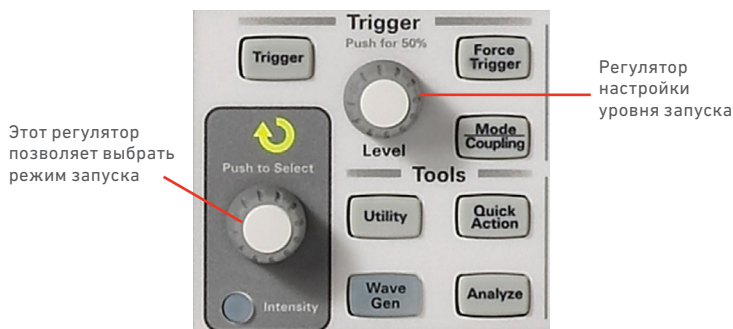 Trigger
Push for 50%
Trigger
Force
Trigger
Регулятор
настройки
уровня запуска
Этот регулятор
позволяет выбрать
режим запуска
Push to Select
Level
Mode
Coupling
Tools
Utility
Quick
Action
Intensity
Wave
Gen
Analyze